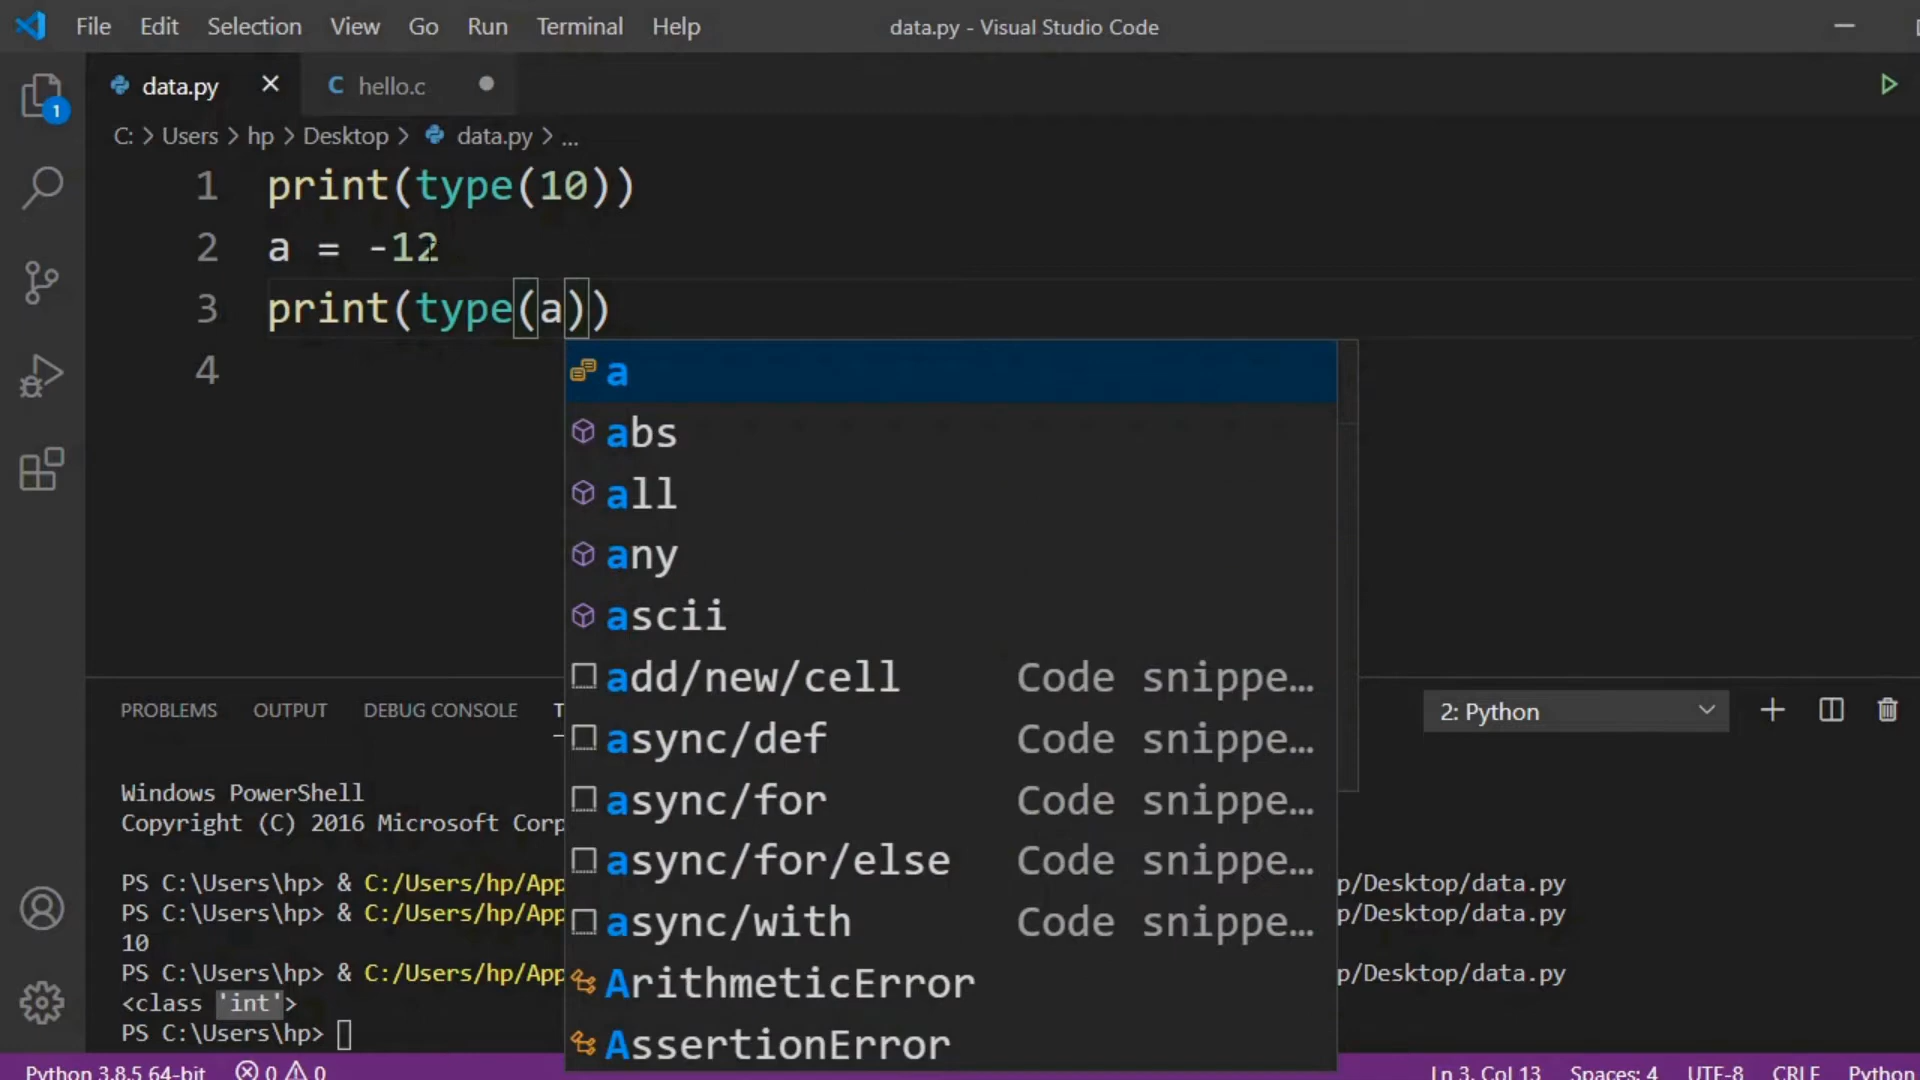 File Edit Selection View Go Run Terminal Help data.py - Visual Studio Code
data.py hello.c
C: > Users > hp > Desktop > data.py > ...
1 print(type(10))
2 a = -12
3 print(type(a))
4
a
abs
all
any
ascii
add/new/cell Code snippe…
async/def Code snippe…
async/for Code snippe…
async/for/else Code snippe…
async/with Code snippe…
ArithmeticError
AssertionError
1
PROBLEMS OUTPUT DEBUG CONSOLE T 2: Python
Windows PowerShell
Copyright (C) 2016 Microsoft Corp
PS C:\Users\hp> & C:/Users/hp/App p/Desktop/data.py
PS C:\Users\hp> & C:/Users/hp/App p/Desktop/data.py
10
PS C:\Users\hp> & C:/Users/hp/App p/Desktop/data.py
<class 'int'>
PS C:\Users\hp>
Python 3.8.5 64-bit 0 0 Ln 3, Col 13 Spaces: 4 UTF-8 CRLF Python